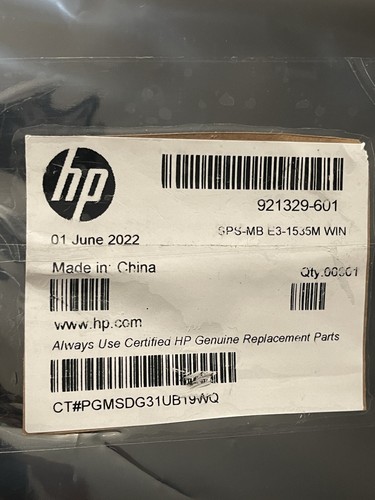 hp
921329-601
01 June 2022
SPS-MB E3-1535M WIN
Made in: China
Qty:00001
www.hp.com
Always Use Certified HP Genuine Replacement Parts
CT#PGMSDG31UB19WQ